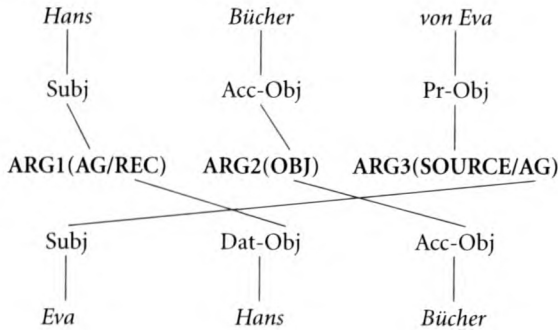 Hans Bücher von Eva
Subj Acc-Obj Pr-Obj
ARG1(AG/REC) ARG2(OBJ) ARG3(SOURCE/AG)
Subj Dat-Obj Acc-Obj
Eva Hans Bücher